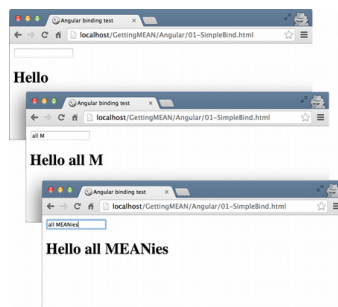 Angular binding test
localhost/GettingMEAN/Angular/01-SimpleBind.html
Hello
Angular binding test
localhost/GettingMEAN/Angular/01-SimpleBind.html
all M
Hello all M
Angular binding test
localhost/GettingMEAN/Angular/01-SimpleBind.html
all MEANies
Hello all MEANies